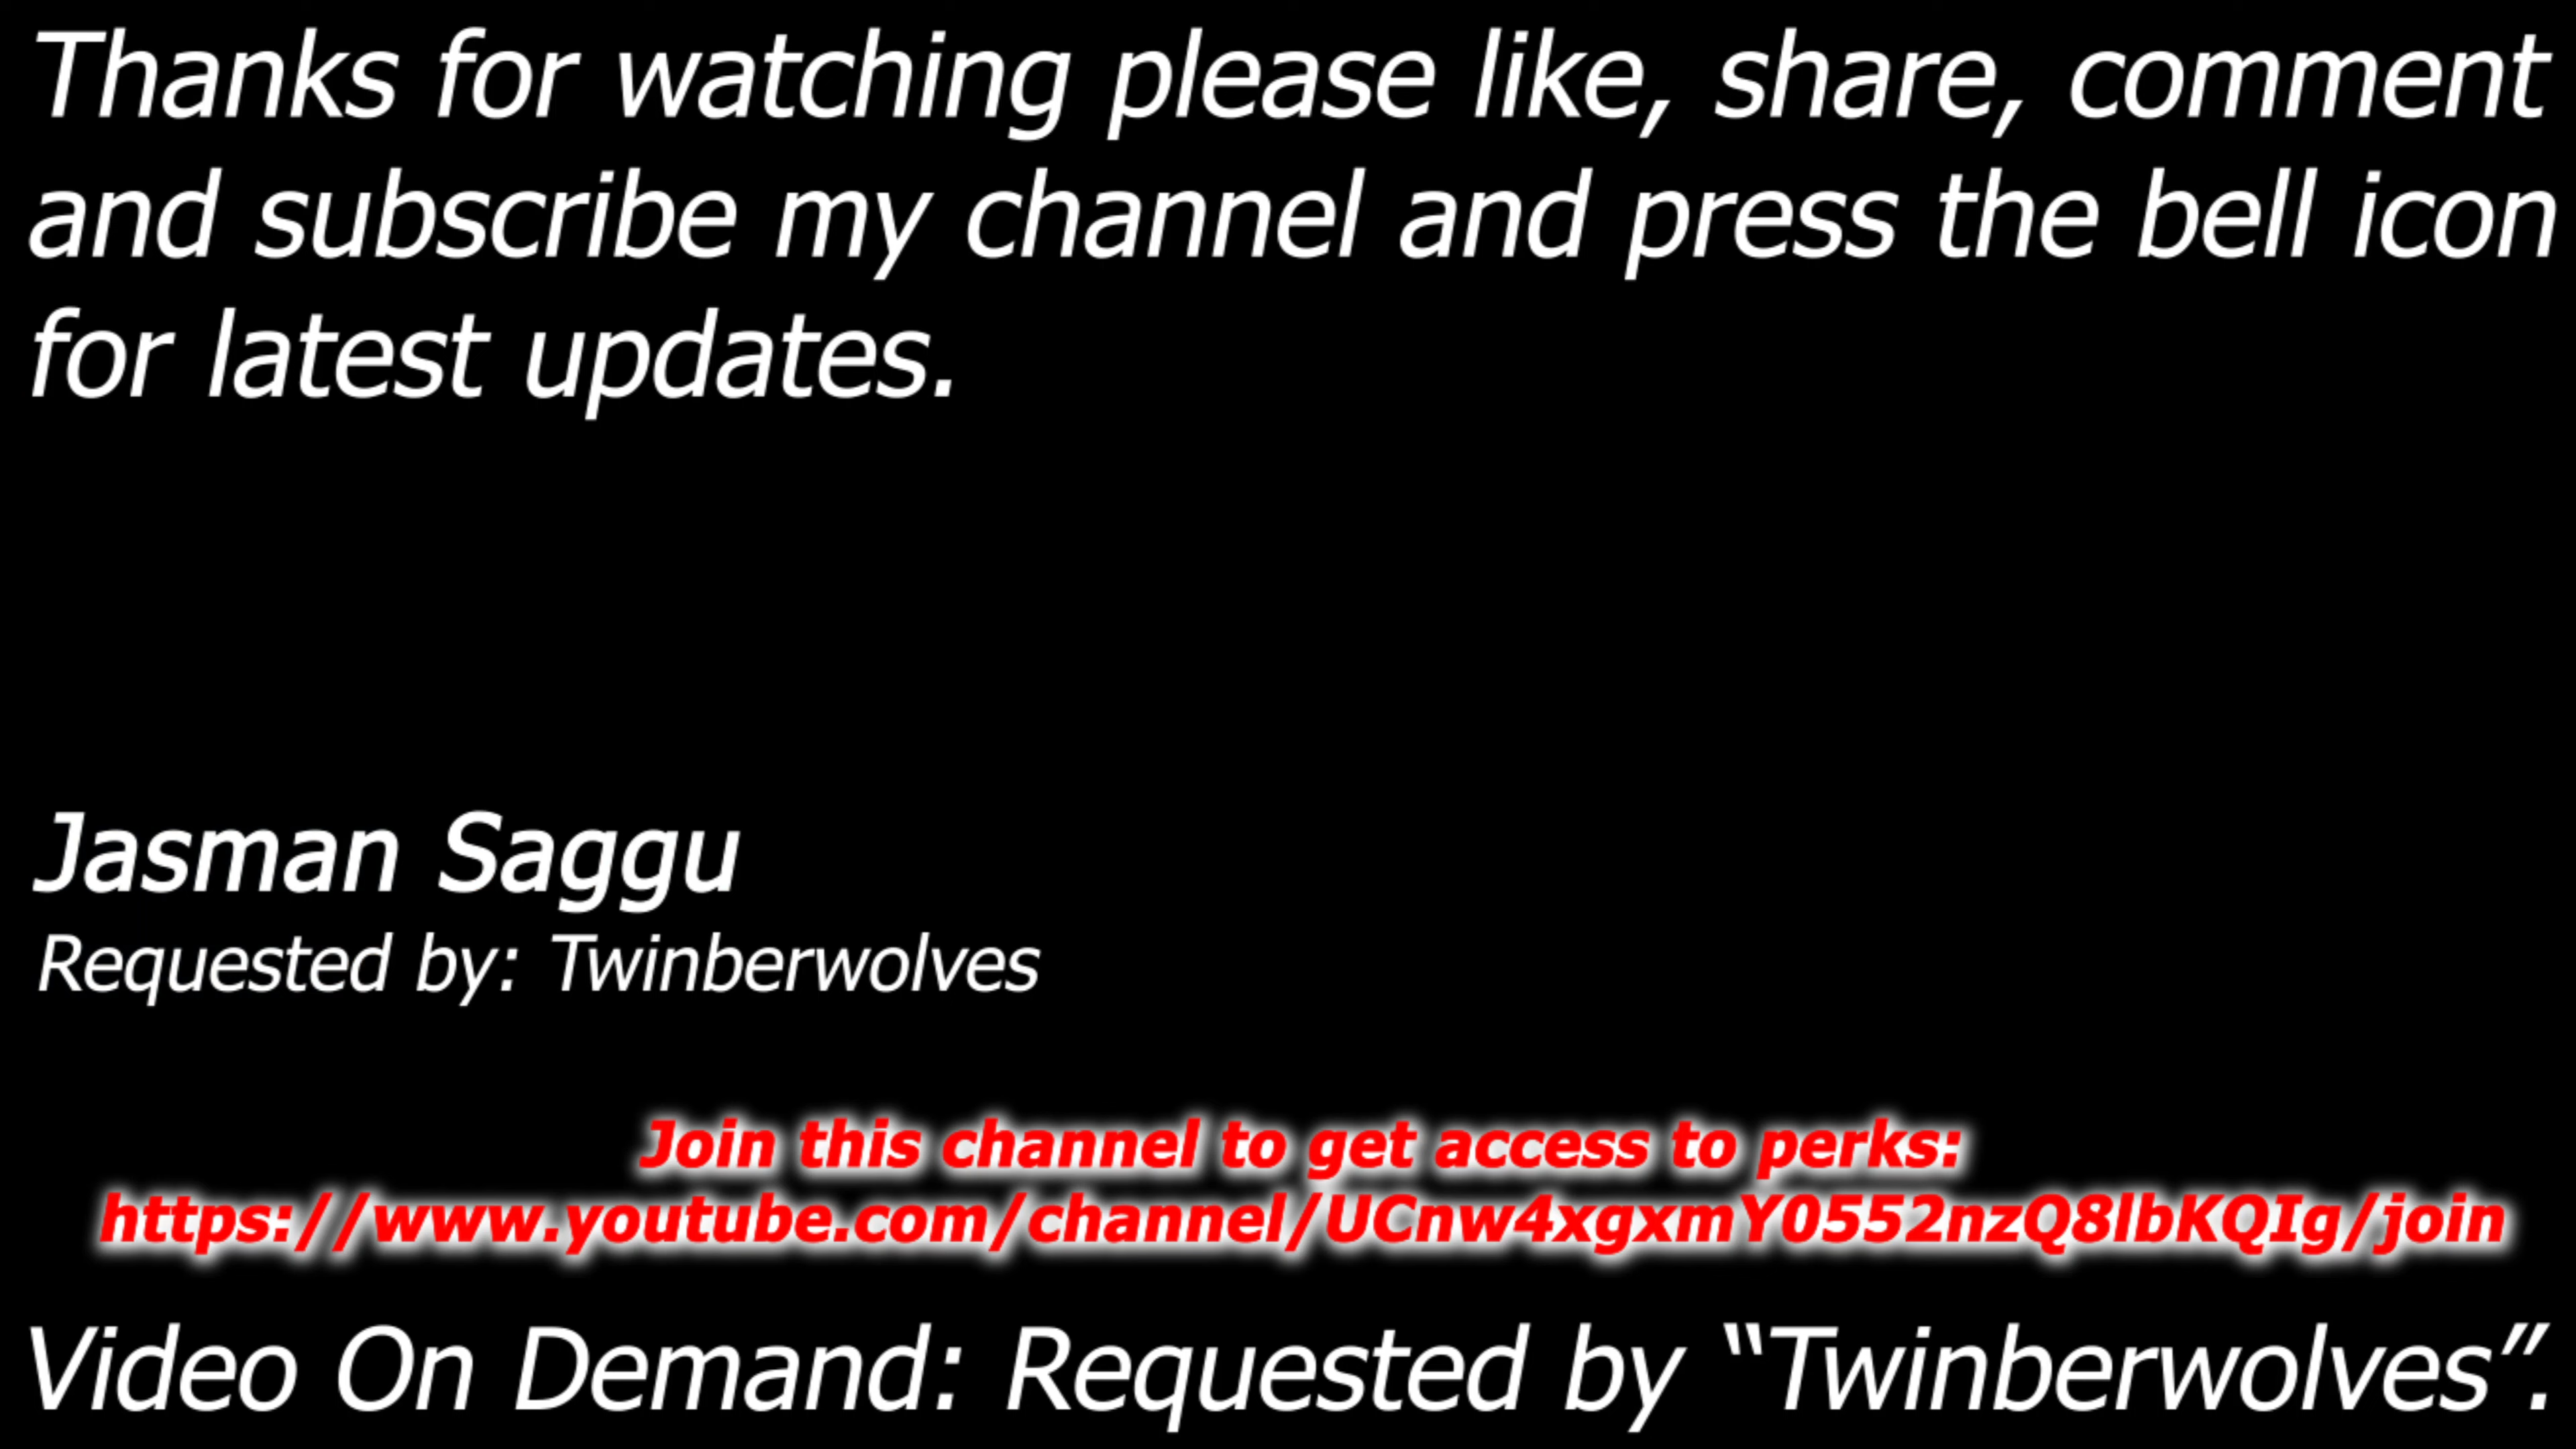 Thanks for watching please like, share, comment
and subscribe my channel and press the bell icon
for latest updates.
Jasman Saggu
Requested by: Twinberwolves
Join this channel to get access to perks:
https://www.youtube.com/channel/UCnw4xgxmY0552nzQ8lbKQIg/join
Video On Demand: Requested by “Twinberwolves”.